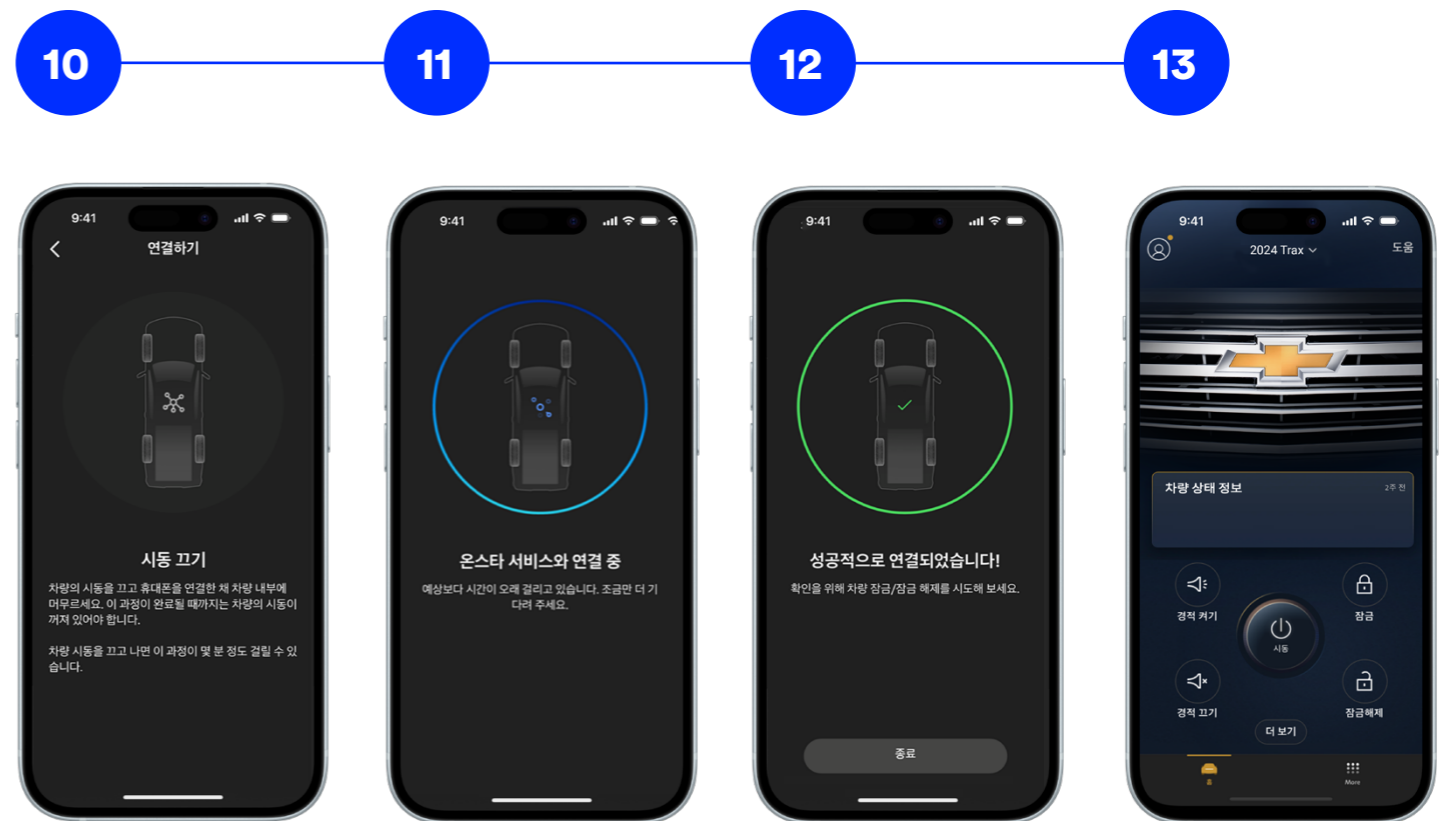 10
11
12
13
9:41
연결하기
시동 끄기
차량의 시동을 끄고 휴대폰을 연결한 채 차량 내부에
머무르세요. 이 과정이 완료될 때까지는 차량의 시동이
꺼져 있어야 합니다.
차량 시동을 끄고 나면 이 과정이 몇 분 정도 걸릴 수 있
습니다.
9:41
온스타 서비스와 연결 중
예상보다 시간이 오래 걸리고 있습니다. 조금만 더 기
다려 주세요.
9:41
성공적으로 연결되었습니다!
확인을 위해 차량 잠금/잠금 해제를 시도해 보세요.
종료
9:41
2024 Trax
도움
차량 상태 정보
2주 전
경적 켜기
잠금
시동
경적 끄기
잠금해제
더 보기
홈
More